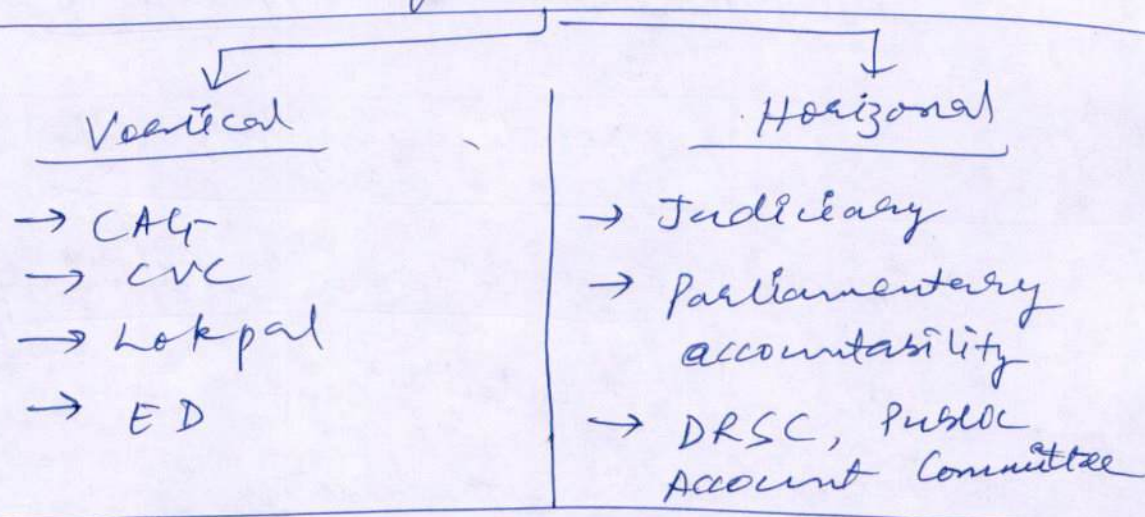 Vertical
→ CAG
→ CVC
→ Lokpal
→ ED
Horizonal
→ Judiciary
→ Parliamentary
accountability
→ DRSC, Public
Account Committee